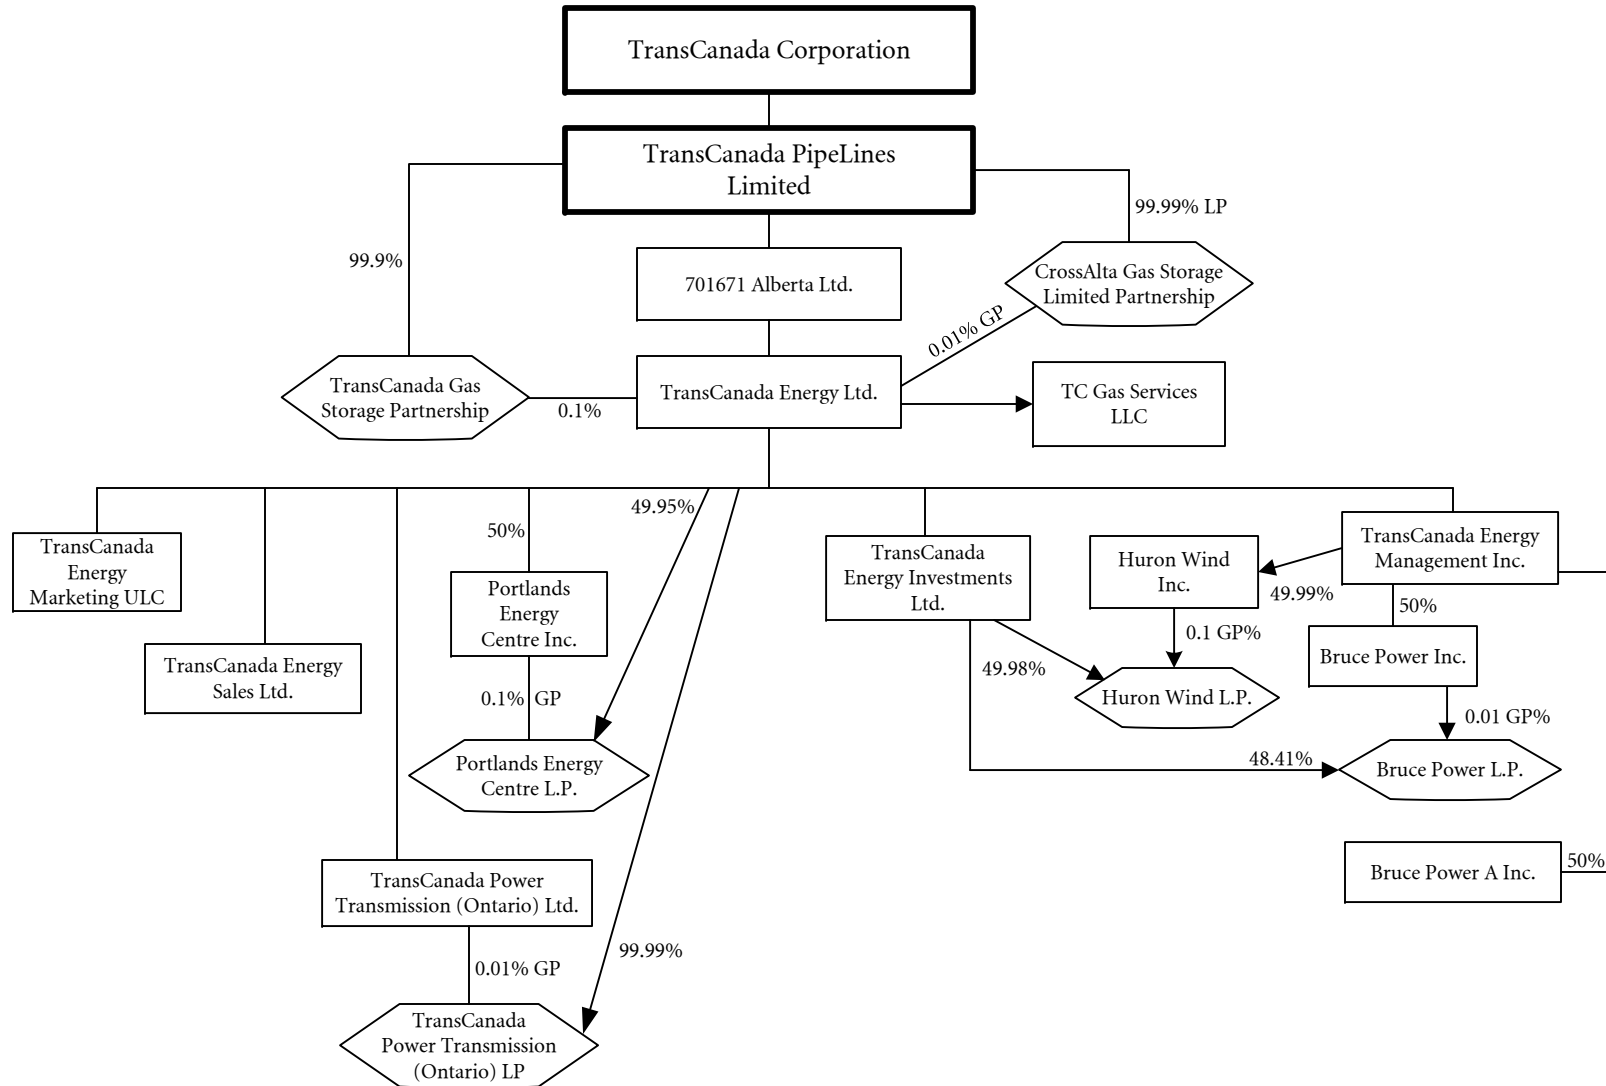 TransCanada Corporation
TransCanada PipeLines
Limited
99.99% LP
99.9%
701671 Alberta Ltd.
CrossAlta Gas Storage
Limited Partnership
0.01% GP
TransCanada Gas
Storage Partnership
0.1%
TransCanada Energy Ltd.
TC Gas Services
LLC
TransCanada
Energy
Marketing ULC
TransCanada Energy
Sales Ltd.
50%
Portlands
Energy
Centre Inc.
0.1% GP
49.95%
Portlands Energy
Centre L.P.
TransCanada Power
Transmission (Ontario) Ltd.
0.01% GP
99.99%
TransCanada
Power Transmission
(Ontario) LP
TransCanada
Energy Investments
Ltd.
49.98%
Huron Wind
Inc.
49.99%
0.1 GP%
Huron Wind L.P.
TransCanada Energy
Management Inc.
50%
Bruce Power Inc.
0.01 GP%
48.41%
Bruce Power L.P.
Bruce Power A Inc.
50%